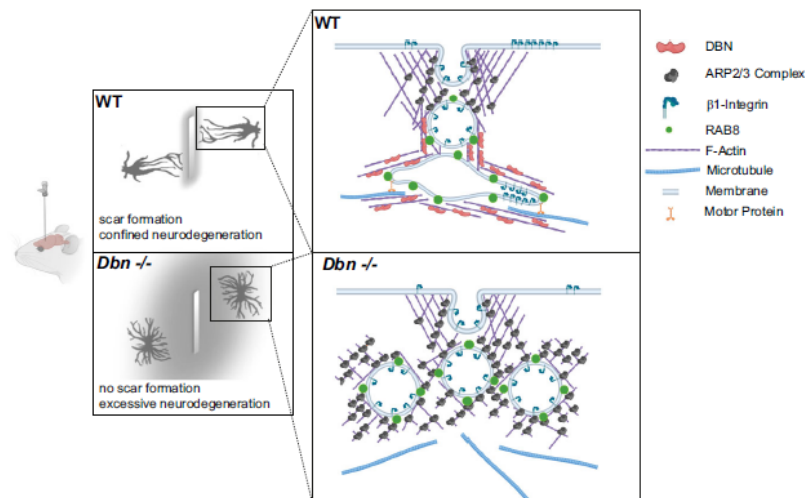 WT
WT
scar formation
confined neurodegeneration
Dbn -/-
no scar formation
excessive neurodegeneration
Dbn -/-
DBN
ARP2/3 Complex
β1-Integrin
RAB8
F-Actin
Microtubule
Membrane
Motor Protein